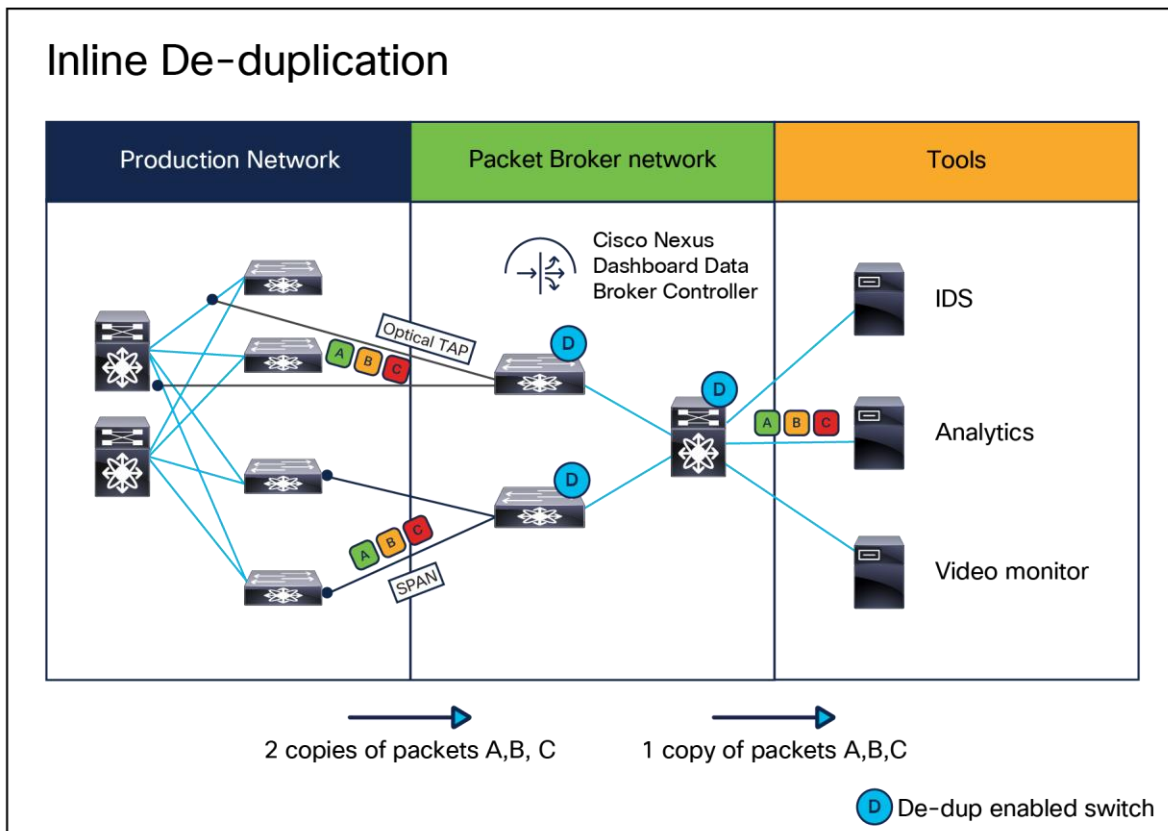 Inline De-duplication
Production Network
Packet Broker network
Tools
Cisco Nexus
Dashboard Data
Broker Controller
IDS
Optical TAP
D
A B C
D
A B C
Analytics
D
A B C
SPAN
Video monitor
2 copies of packets A,B, C
1 copy of packets A,B,C
D De-dup enabled switch